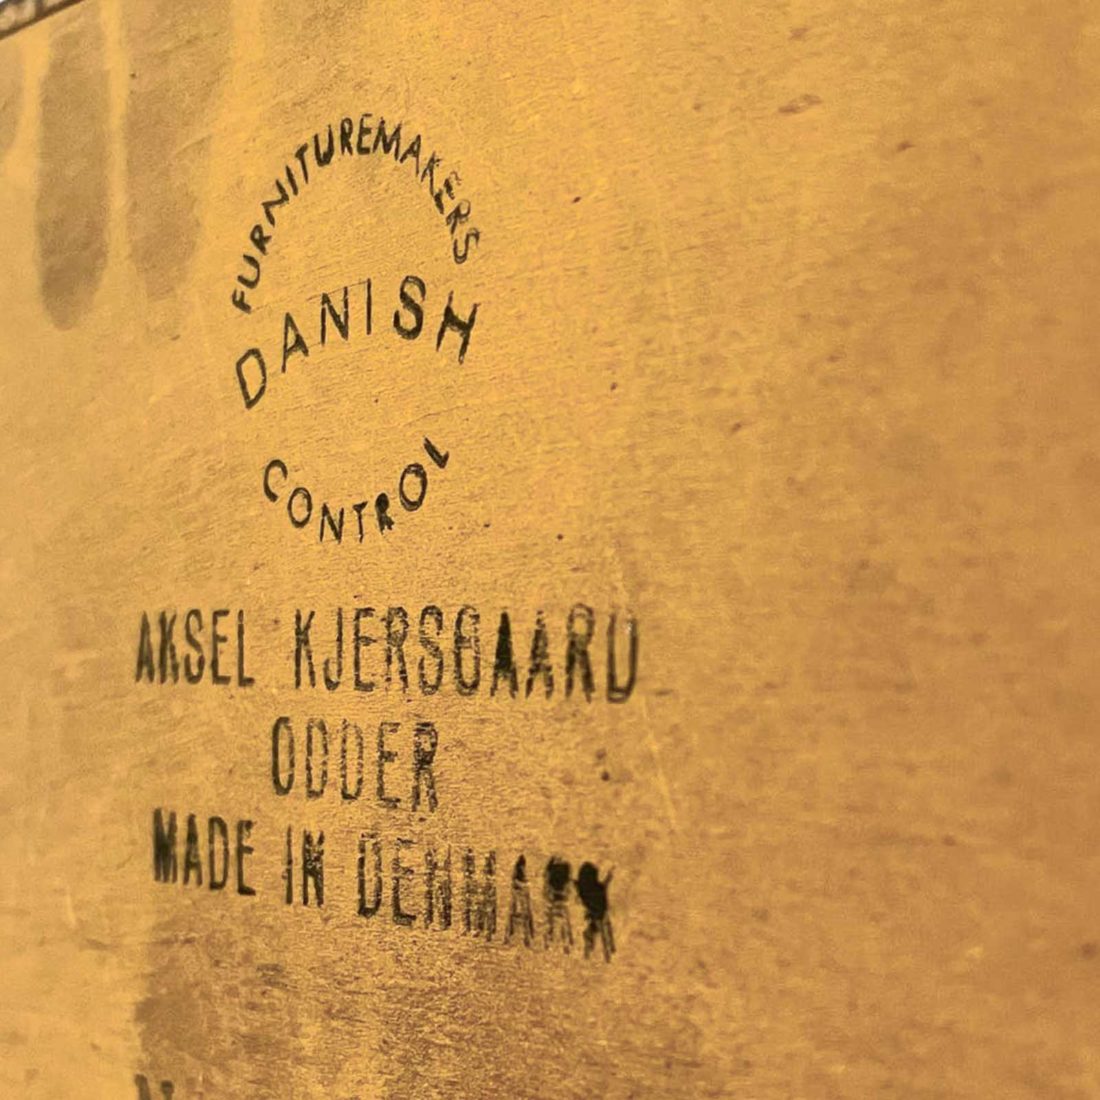 FURNITUREMAKERS
DANISH
CONTROL
AKSEL KJERSGAARD
ODDER
MADE IN DENMARK